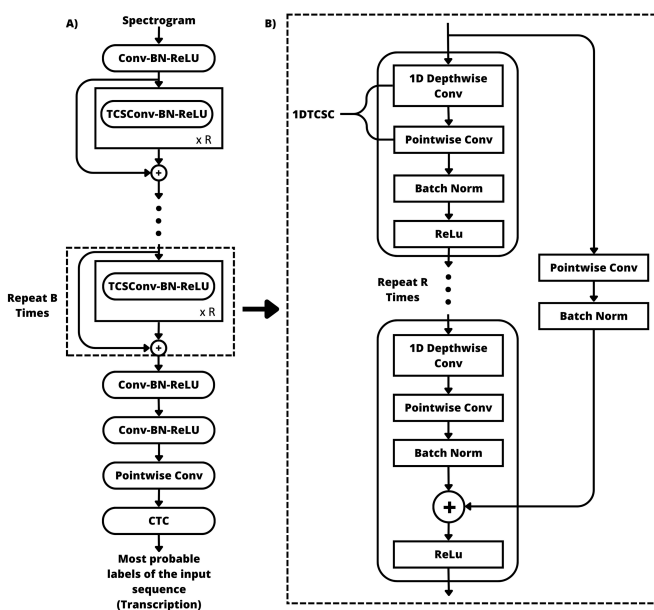 A)
Spectrogram
Conv-BN-ReLU
TCSConv-BN-ReLU
x R
+
Repeat B
Times
TCSConv-BN-ReLU
x R
+
Conv-BN-ReLU
Conv-BN-ReLU
Pointwise Conv
CTC
Most probable
labels of the input
sequence
(Transcription)
B)
1DTCSC
1D Depthwise
Conv
Pointwise Conv
Batch Norm
ReLu
Repeat R
Times
Pointwise Conv
Batch Norm
1D Depthwise
Conv
Pointwise Conv
Batch Norm
+
ReLu